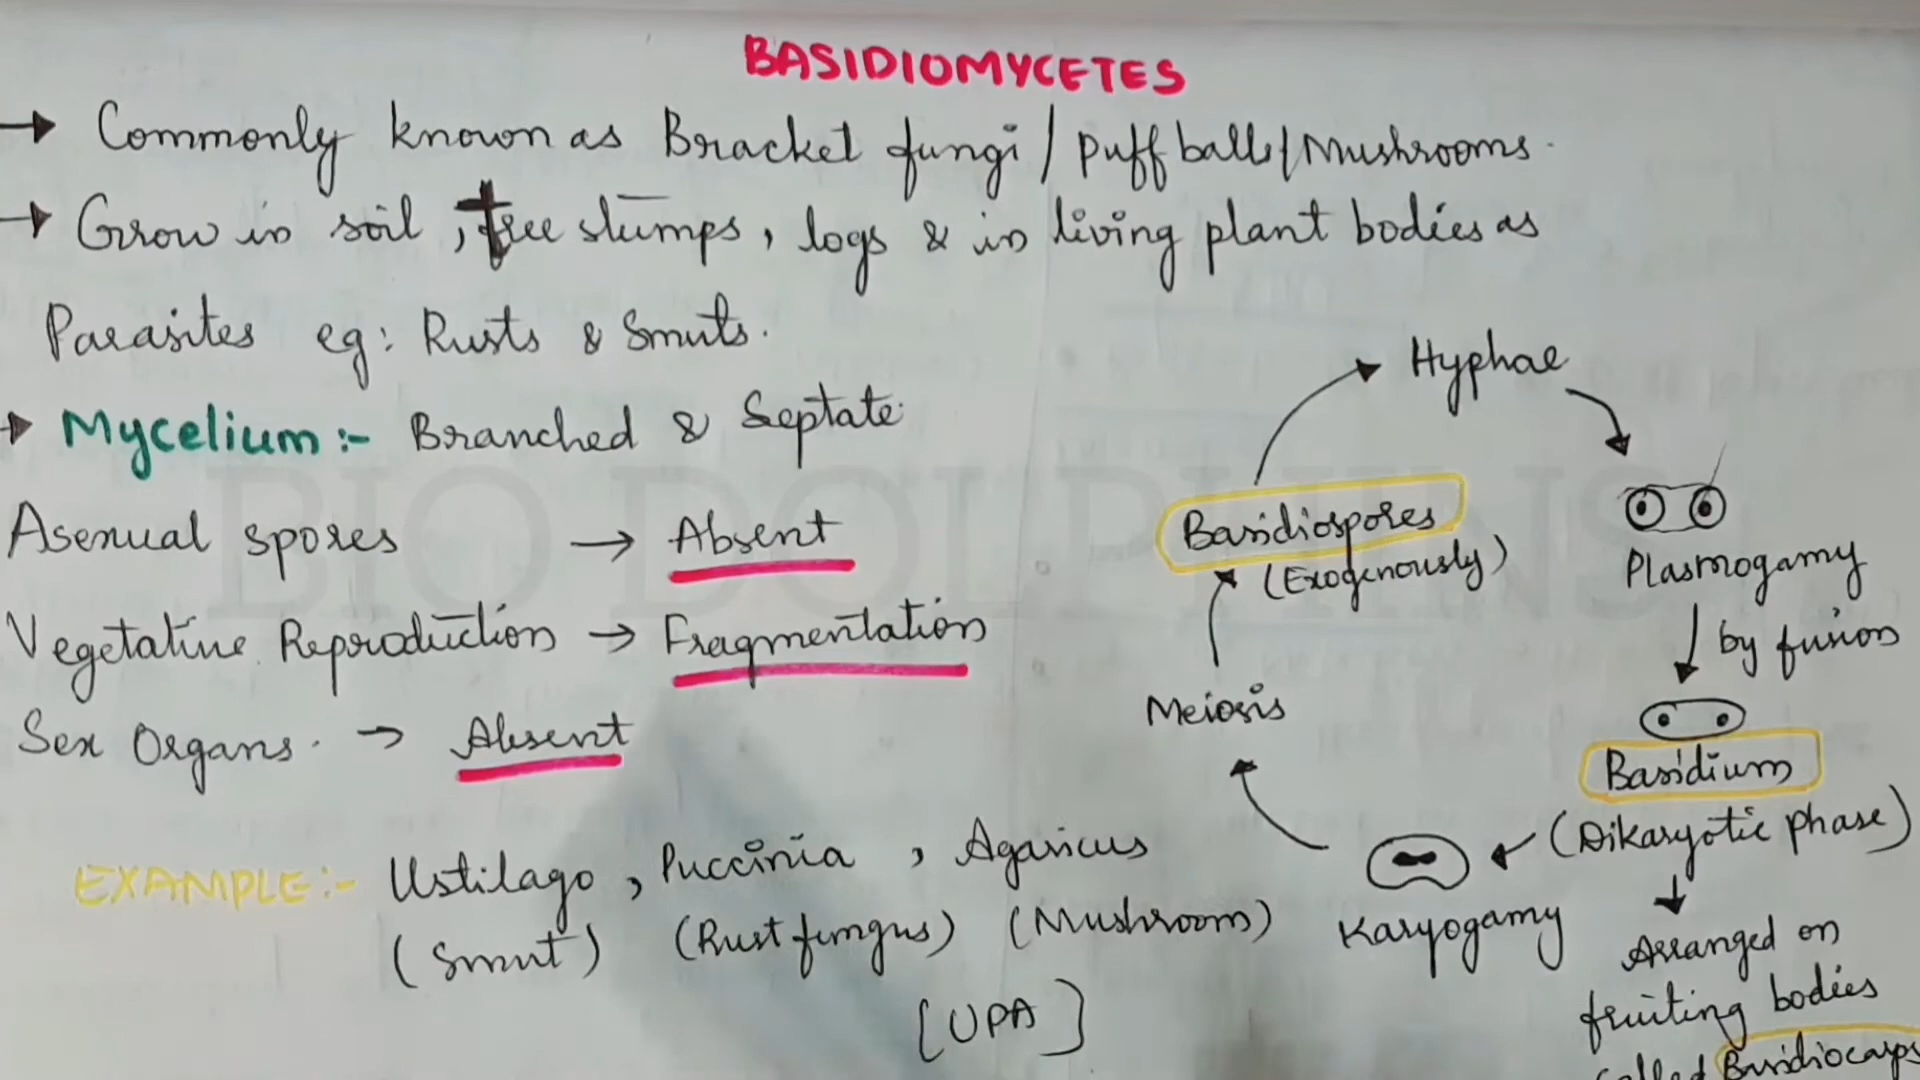 BASIDIOMYCETES
→ Commonly known as Bracket fungi / Puff balls / Mushrooms.
→ Grow in soil, tree stumps, logs & in living plant bodies as
Parasites eg: Rusts & Smuts.
→ Mycelium:- Branched & Septate
Asexual spores → Absent
Vegetative Reproduction → Fragmentation
Sex Organs. → Absent
EXAMPLE:- Ustilago, Puccinia, Agaricus
(Smut) (Rust fungus) (Mushroom)
[UPA]
Hyphae
Plasmogamy
by fusion
Basidium
(Dikaryotic phase)
Arranged on
fruiting bodies
called Basidiocarps
Karyogamy
Meiosis
Basidiospores
(Exogenously)
BIO DOLPHINS